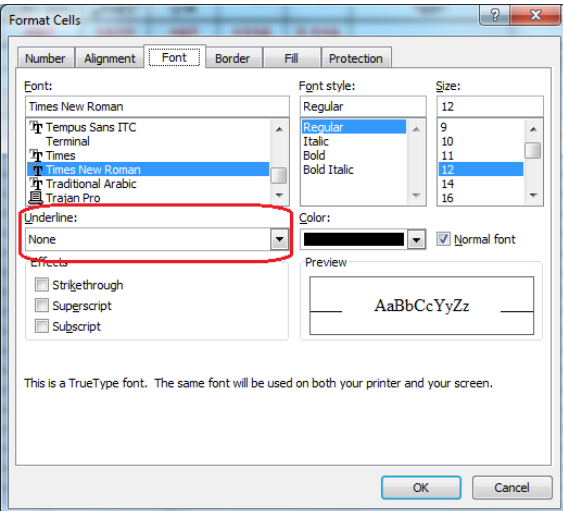 Format Cells
Number Alignment Font Border Fill Protection
Font: Font style: Size:
Times New Roman Regular 12
Tempus Sans ITC Regular 9
Terminal Italic 10
Times Bold 11
Times New Roman Bold Italic 12
Traditional Arabic 14
Trajan Pro 16
Underline: Color:
None Normal font
Effects Preview
Strikethrough
Superscript AaBbCcYyZz
Subscript
This is a TrueType font. The same font will be used on both your printer and your screen.
OK Cancel